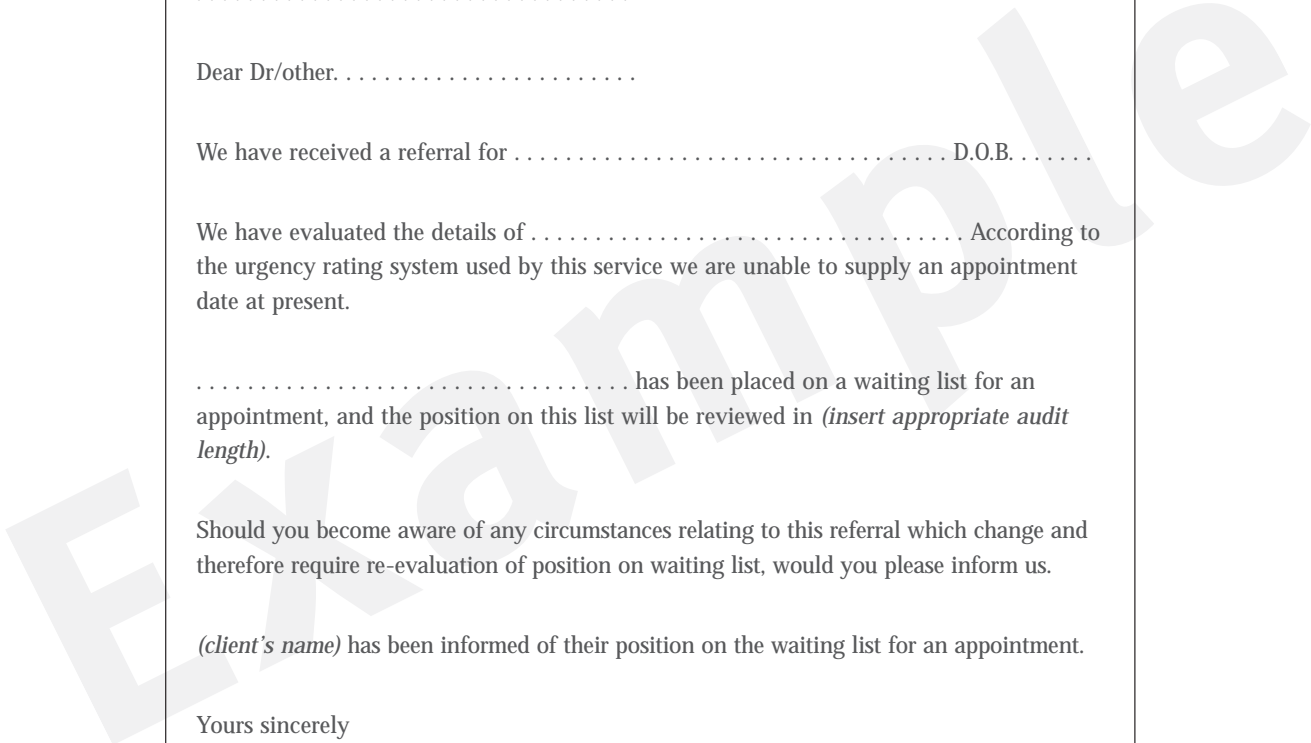 . . . . . . . . . . . . . . . . . . . . . . . . . . . . . . . . . .
Dear Dr/other. . . . . . . . . . . . . . . . . . . . . . . .
We have received a referral for . . . . . . . . . . . . . . . . . . . . . . . . . . . . . . . . . . D.O.B. . . . . . .
We have evaluated the details of . . . . . . . . . . . . . . . . . . . . . . . . . . . . . . . . . . According to
the urgency rating system used by this service we are unable to supply an appointment
date at present.
. . . . . . . . . . . . . . . . . . . . . . . . . . . . . . . . . . has been placed on a waiting list for an
appointment, and the position on this list will be reviewed in (insert appropriate audit
length).
Should you become aware of any circumstances relating to this referral which change and
therefore require re-evaluation of position on waiting list, would you please inform us.
(client's name) has been informed of their position on the waiting list for an appointment.
Yours sincerely
Example